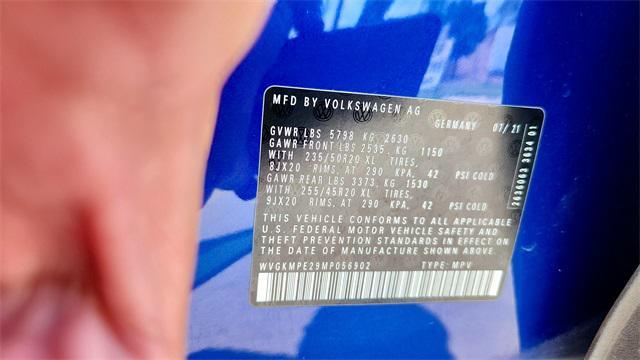 MFD BY VOLKSWAGEN AG
GERMANY 07/21
GVWR LBS 5798 KG 2630
GAWR FRONT LBS 2535, KG 1150
WITH 235/50R20 XL TIRES,
8JX20 RIMS, AT 290 KPA, 42 PSI COLD
GAWR REAR LBS 3373, KG 1530
WITH 255/45R20 XL TIRES,
9JX20 RIMS, AT 290 KPA, 42 PSI COLD
THIS VEHICLE CONFORMS TO ALL APPLICABLE
U.S. FEDERAL MOTOR VEHICLE SAFETY AND
THEFT PREVENTION STANDARDS IN EFFECT ON
THE DATE OF MANUFACTURE SHOWN ABOVE.
WVGKMPE29MP056902 TYPE: MPV
2636063 3634 01